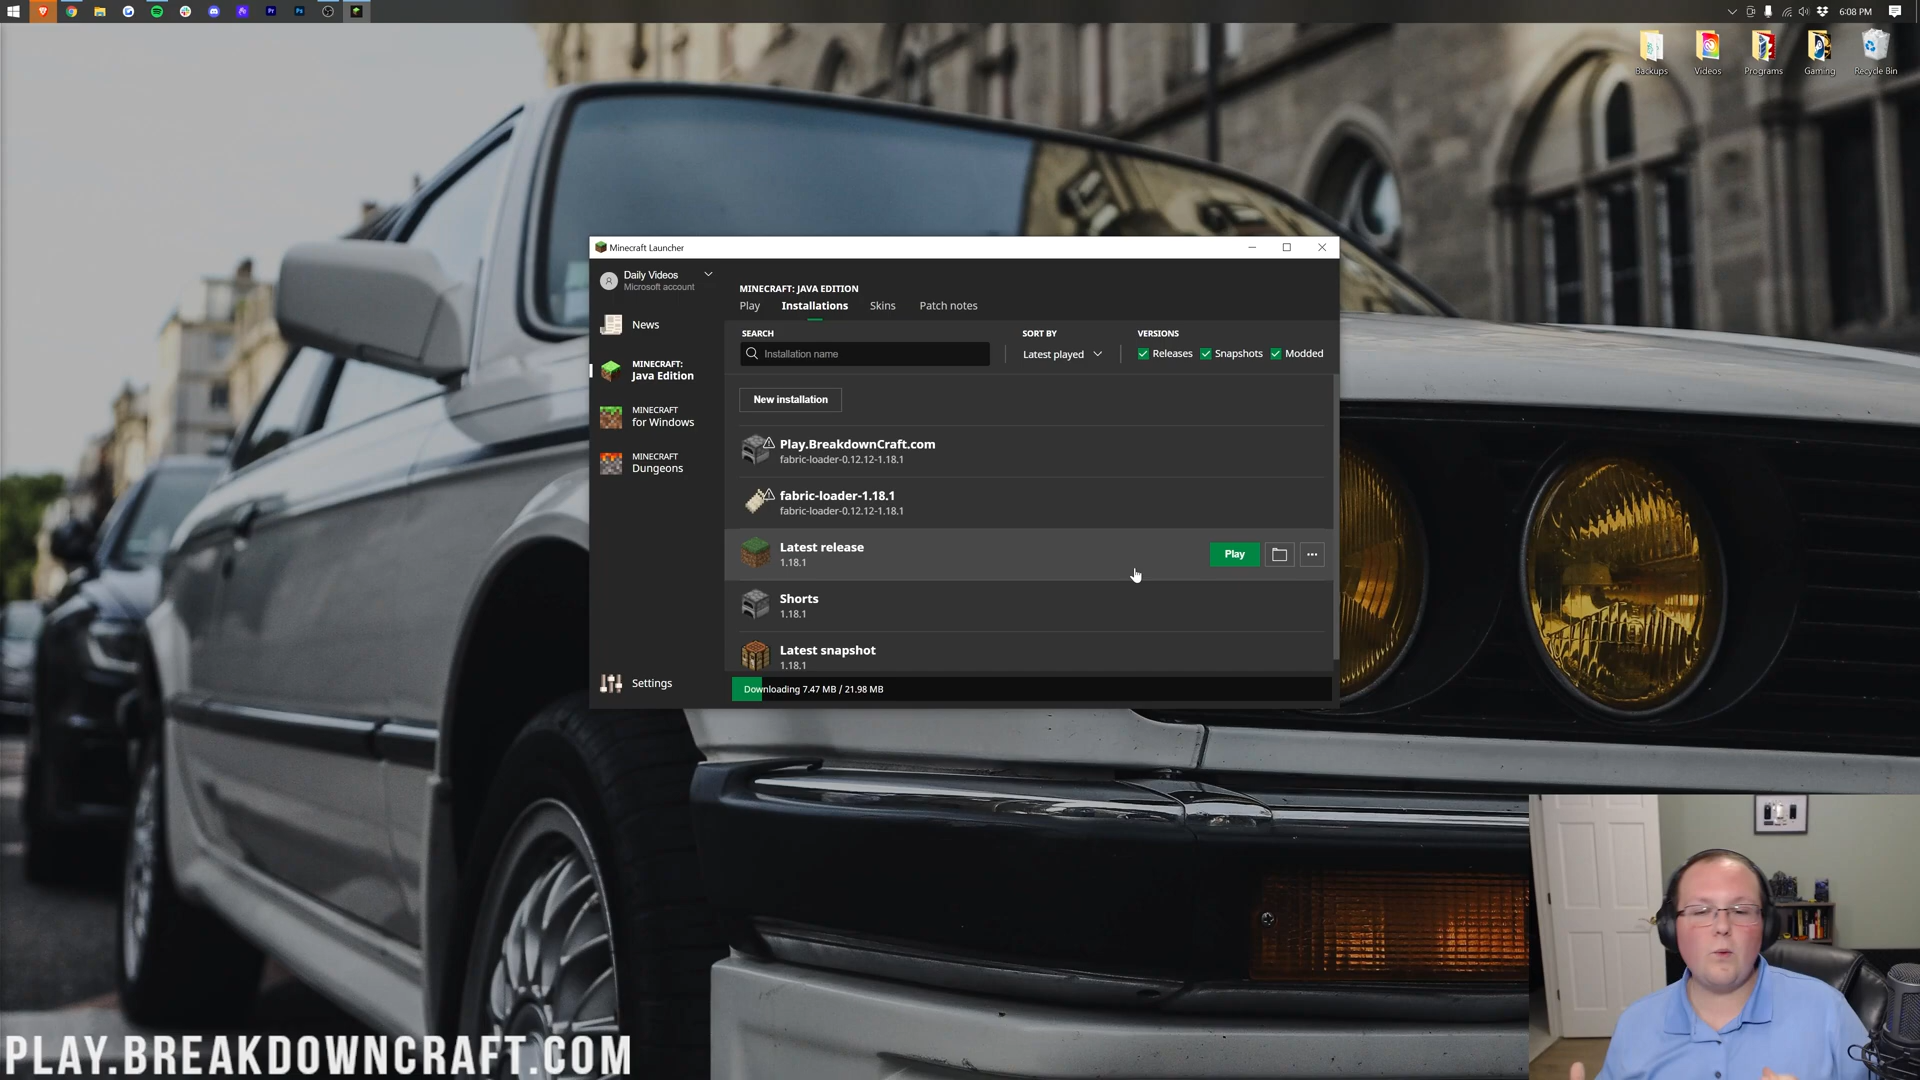 6:08 PM
Backups
Videos
Programs
Gaming
Recycle Bin
Minecraft Launcher
Daily Videos
Microsoft account
News
MINECRAFT:
Java Edition
MINECRAFT
for Windows
MINECRAFT
Dungeons
Settings
MINECRAFT: JAVA EDITION
Play Installations Skins Patch notes
SEARCH SORT BY VERSIONS
Installation name Latest played Releases Snapshots Modded
New installation
Play.BreakdownCraft.com
fabric-loader-0.12.12-1.18.1
fabric-loader-1.18.1
fabric-loader-0.12.12-1.18.1
Latest release
1.18.1
Play
Shorts
1.18.1
Latest snapshot
1.18.1
Downloading 7.47 MB / 21.98 MB
PLAY.BREAKDOWNCRAFT.COM